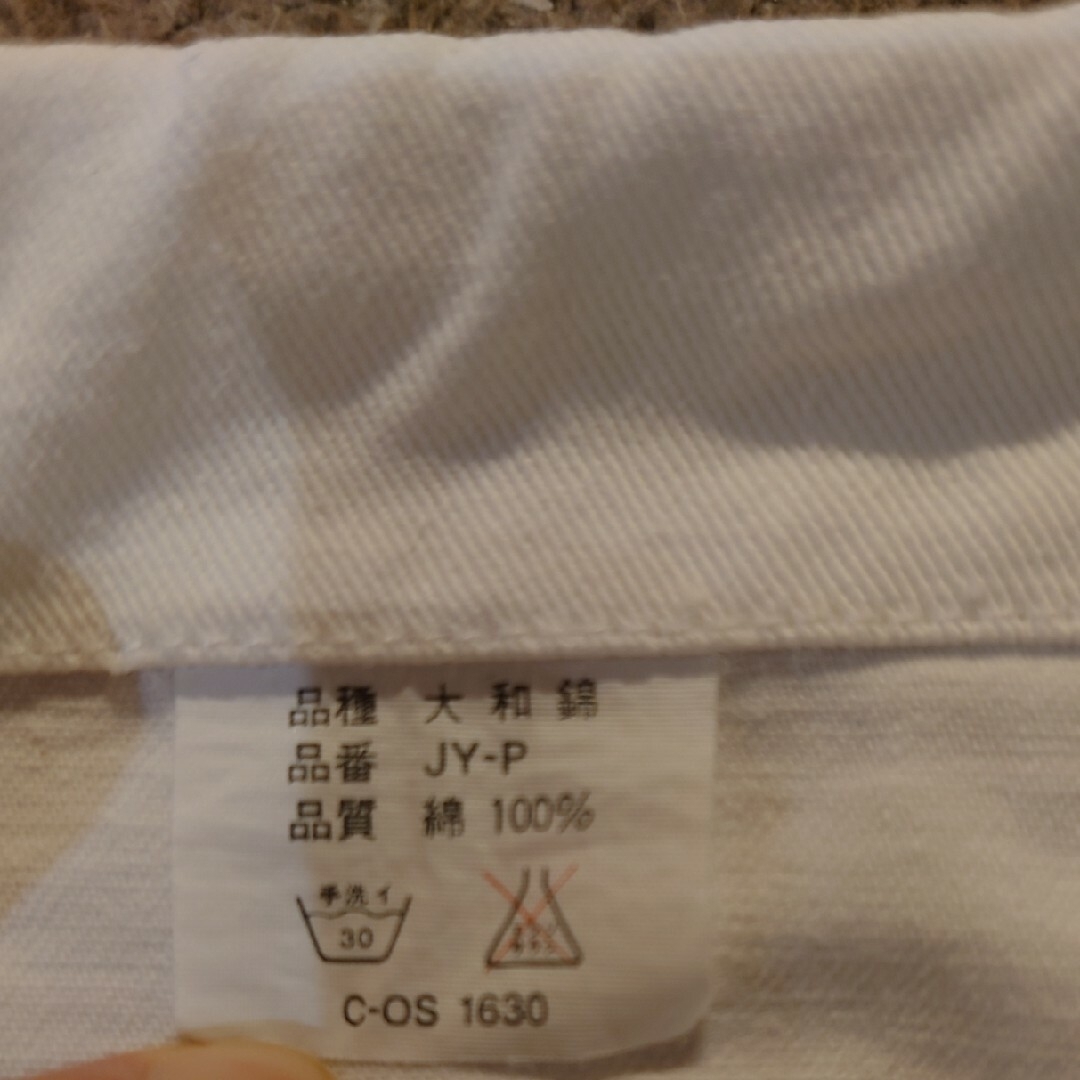 品種 大和錦
品番 JY-P
品質 綿 100%
手洗イ
30
C-OS 1630